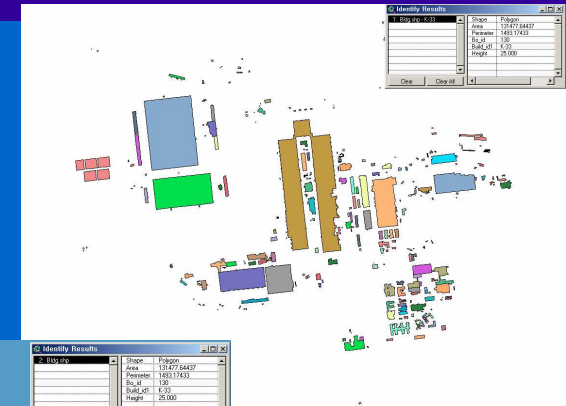 Identify Results
1: Bldg.shp - K-33
Shape Polygon
Area 131477.64437
Perimeter 1493.17433
Bo_id 130
Build_id1 K-33
Height 25.000
Clear Clear All
Identify Results
2: Bldg.shp
Shape Polygon
Area 131477.64437
Perimeter 1493.17433
Bo_id 130
Build_id1 K-33
Height 25.000